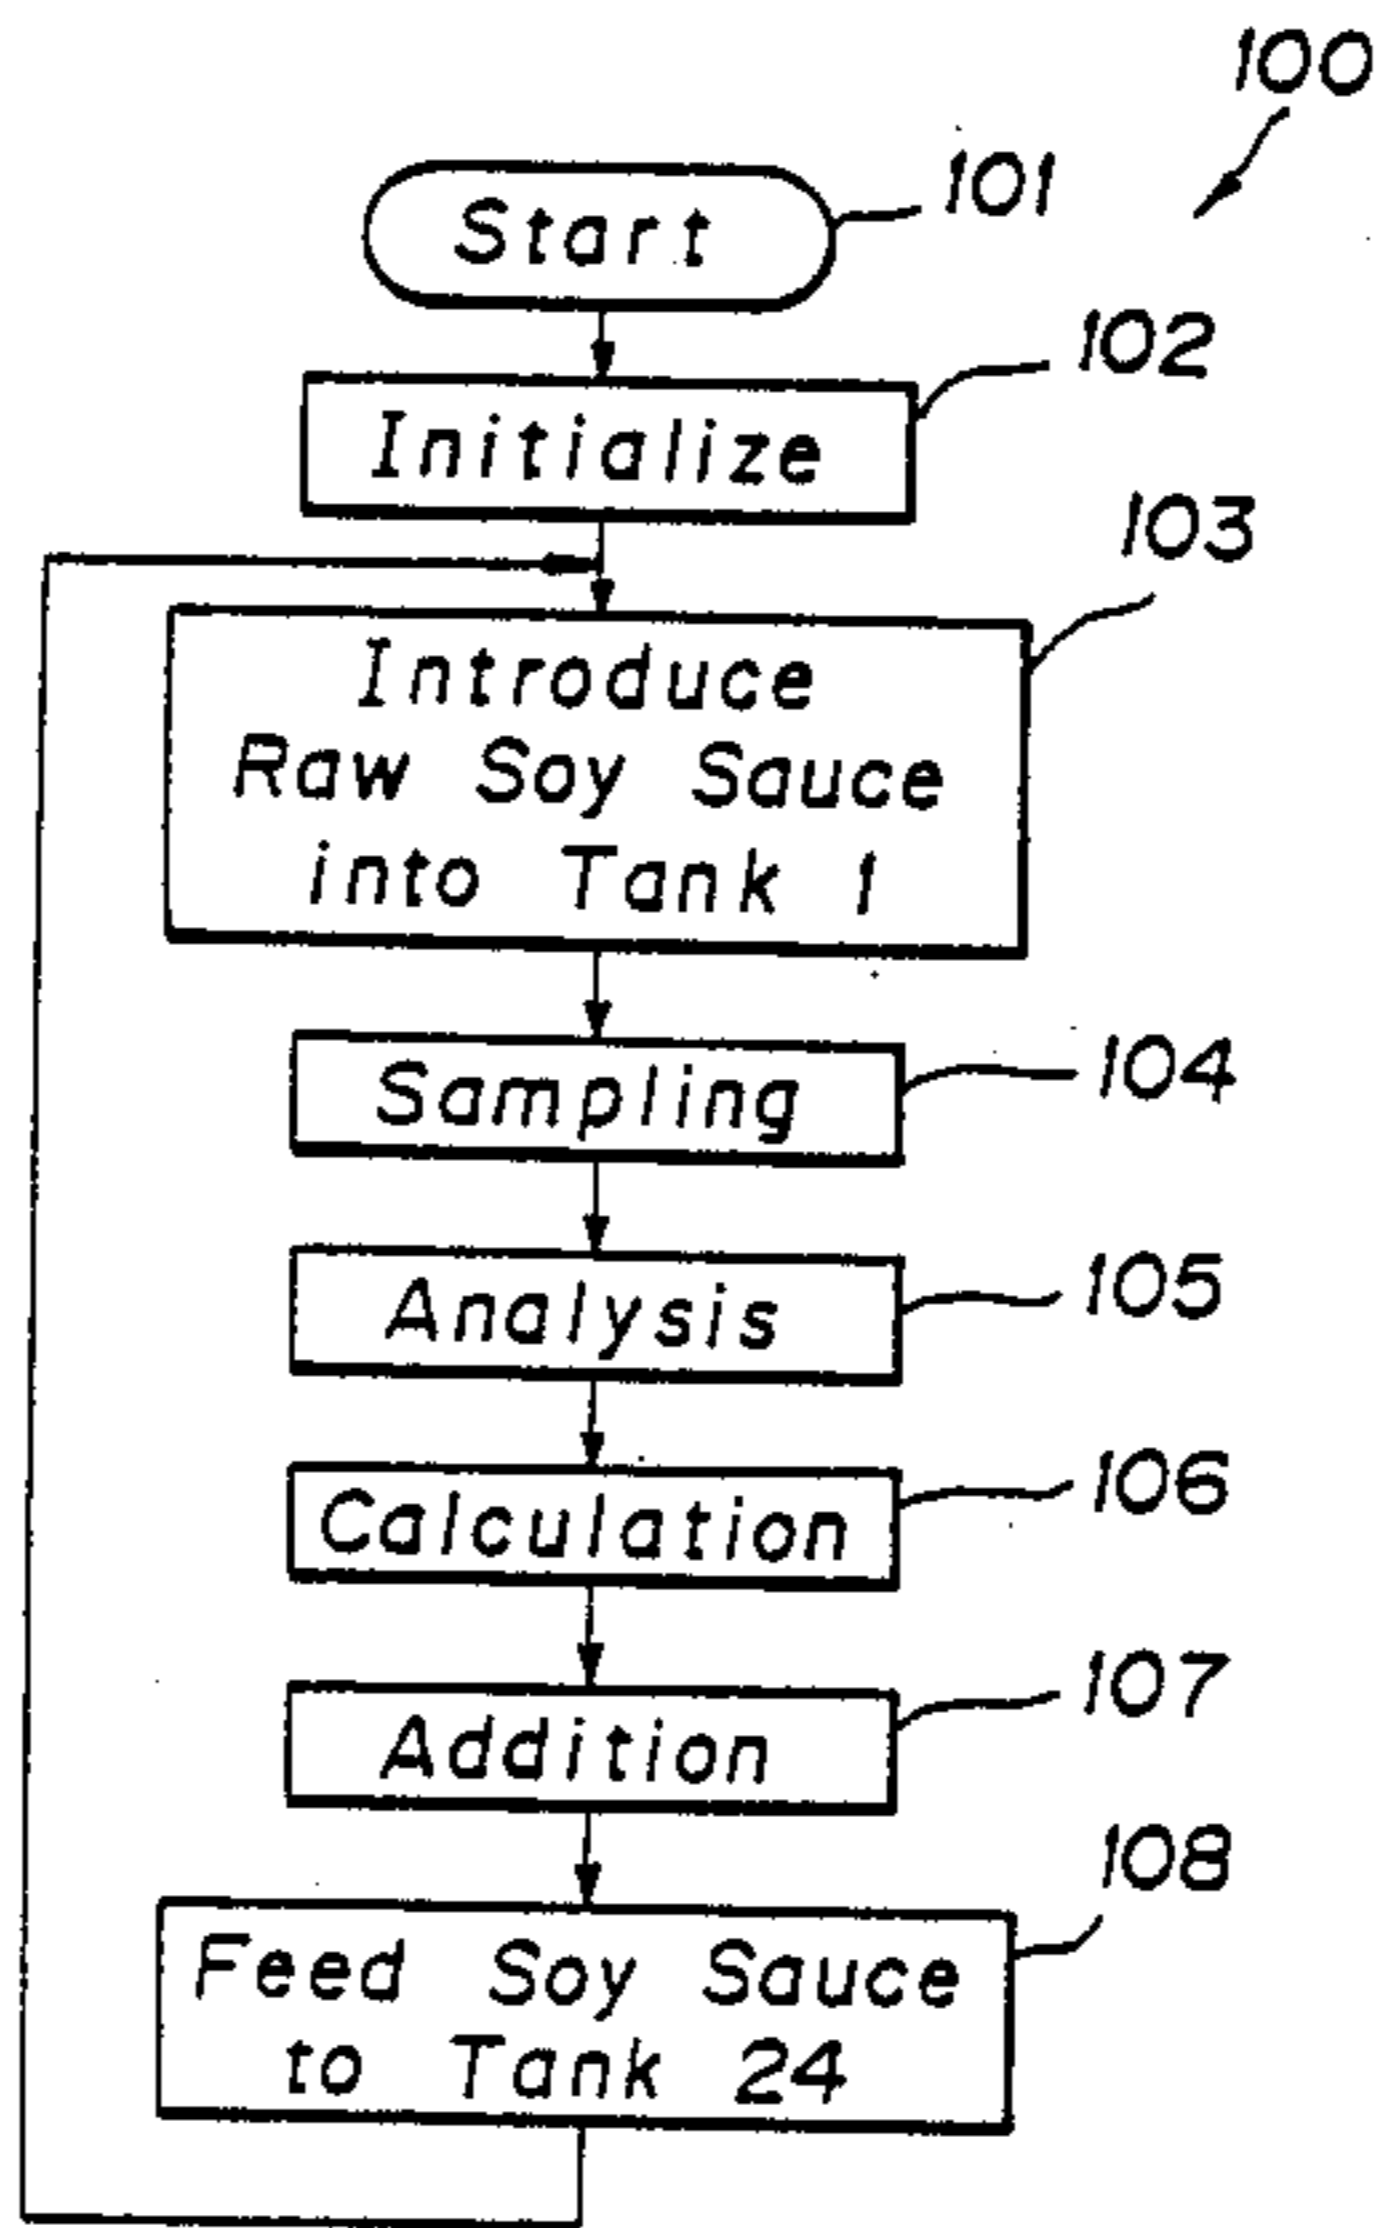 100
Start
101
Initialize
102
Introduce
Raw Soy Sauce
into Tank 1
103
Sampling
104
Analysis
105
Calculation
106
Addition
107
Feed Soy Sauce
to Tank 24
108